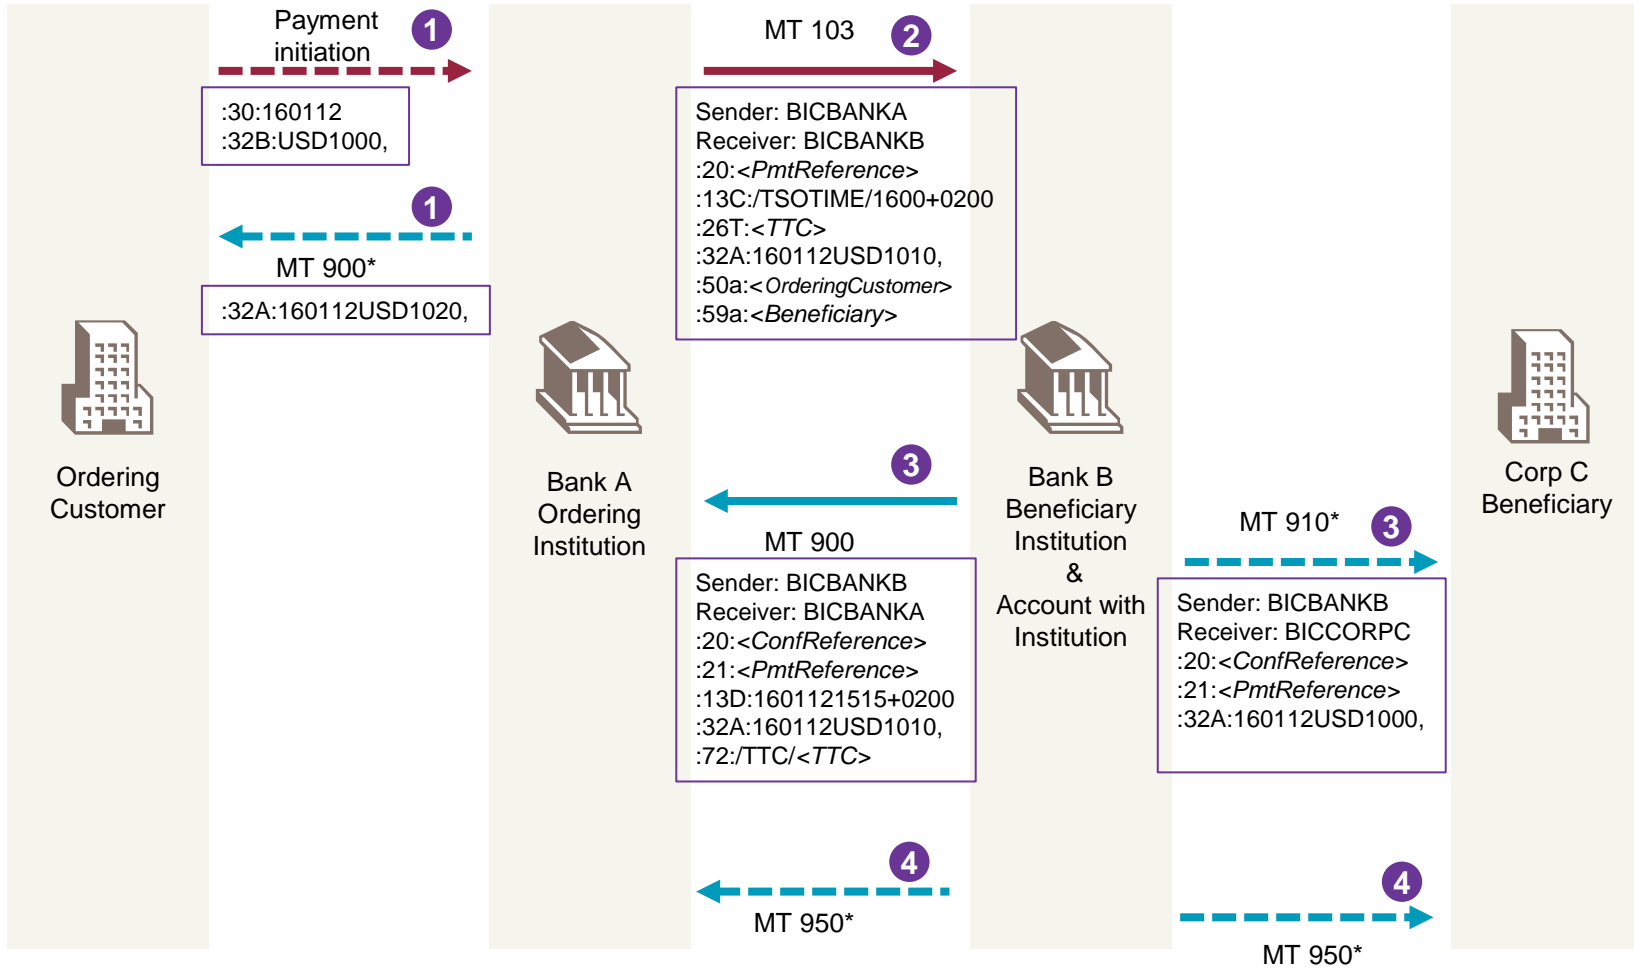 Payment
initiation
1
:30:160112
:32B:USD1000,
1
MT 900*
:32A:160112USD1020,
MT 103
2
Sender: BICBANKA
Receiver: BICBANKB
:20:<PmtReference>
:13C:/TSOTIME/1600+0200
:26T:<TTC>
:32A:160112USD1010,
:50a:<OrderingCustomer>
:59a:<Beneficiary>
Ordering
Customer
Bank A
Ordering
Institution
3
MT 900
Sender: BICBANKB
Receiver: BICBANKA
:20:<ConfReference>
:21:<PmtReference>
:13D:1601121515+0200
:32A:160112USD1010,
:72:/TTC/<TTC>
Bank B
Beneficiary
Institution
&
Account with
Institution
MT 910*
3
Sender: BICBANKB
Receiver: BICCORPC
:20:<ConfReference>
:21:<PmtReference>
:32A:160112USD1000,
Corp C
Beneficiary
4
MT 950*
4
MT 950*